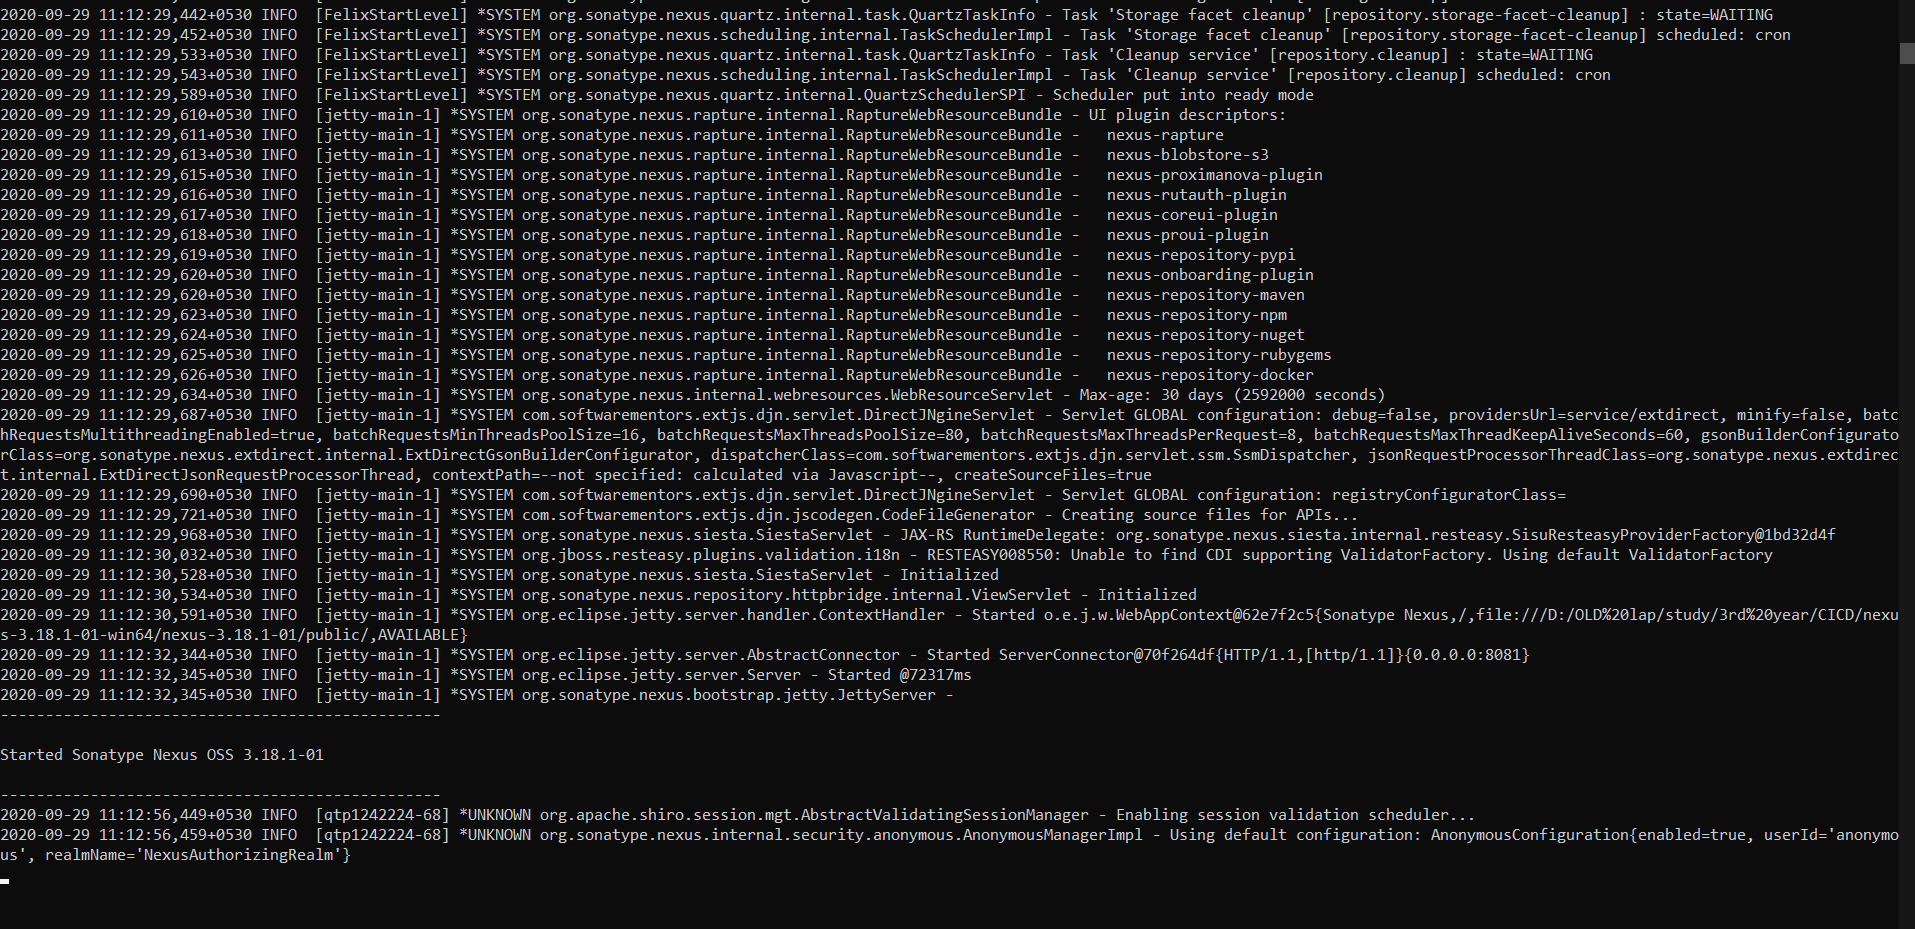 2020-09-29 11:12:29,442+0530 INFO  [FelixStartLevel] *SYSTEM org.sonatype.nexus.quartz.internal.task.QuartzTaskInfo - Task 'Storage facet cleanup' [repository.storage-facet-cleanup] : state=WAITING
2020-09-29 11:12:29,452+0530 INFO  [FelixStartLevel] *SYSTEM org.sonatype.nexus.scheduling.internal.TaskSchedulerImpl - Task 'Storage facet cleanup' [repository.storage-facet-cleanup] scheduled: cron
2020-09-29 11:12:29,533+0530 INFO  [FelixStartLevel] *SYSTEM org.sonatype.nexus.quartz.internal.task.QuartzTaskInfo - Task 'Cleanup service' [repository.cleanup] : state=WAITING
2020-09-29 11:12:29,543+0530 INFO  [FelixStartLevel] *SYSTEM org.sonatype.nexus.scheduling.internal.TaskSchedulerImpl - Task 'Cleanup service' [repository.cleanup] scheduled: cron
2020-09-29 11:12:29,589+0530 INFO  [FelixStartLevel] *SYSTEM org.sonatype.nexus.quartz.internal.QuartzSchedulerSPI - Scheduler put into ready mode
2020-09-29 11:12:29,610+0530 INFO  [jetty-main-1] *SYSTEM org.sonatype.nexus.rapture.internal.RaptureWebResourceBundle - UI plugin descriptors:
2020-09-29 11:12:29,611+0530 INFO  [jetty-main-1] *SYSTEM org.sonatype.nexus.rapture.internal.RaptureWebResourceBundle -   nexus-rapture
2020-09-29 11:12:29,613+0530 INFO  [jetty-main-1] *SYSTEM org.sonatype.nexus.rapture.internal.RaptureWebResourceBundle -   nexus-blobstore-s3
2020-09-29 11:12:29,615+0530 INFO  [jetty-main-1] *SYSTEM org.sonatype.nexus.rapture.internal.RaptureWebResourceBundle -   nexus-proximanova-plugin
2020-09-29 11:12:29,616+0530 INFO  [jetty-main-1] *SYSTEM org.sonatype.nexus.rapture.internal.RaptureWebResourceBundle -   nexus-rutauth-plugin
2020-09-29 11:12:29,617+0530 INFO  [jetty-main-1] *SYSTEM org.sonatype.nexus.rapture.internal.RaptureWebResourceBundle -   nexus-coreui-plugin
2020-09-29 11:12:29,618+0530 INFO  [jetty-main-1] *SYSTEM org.sonatype.nexus.rapture.internal.RaptureWebResourceBundle -   nexus-proui-plugin
2020-09-29 11:12:29,619+0530 INFO  [jetty-main-1] *SYSTEM org.sonatype.nexus.rapture.internal.RaptureWebResourceBundle -   nexus-repository-pypi
2020-09-29 11:12:29,620+0530 INFO  [jetty-main-1] *SYSTEM org.sonatype.nexus.rapture.internal.RaptureWebResourceBundle -   nexus-onboarding-plugin
2020-09-29 11:12:29,620+0530 INFO  [jetty-main-1] *SYSTEM org.sonatype.nexus.rapture.internal.RaptureWebResourceBundle -   nexus-repository-maven
2020-09-29 11:12:29,623+0530 INFO  [jetty-main-1] *SYSTEM org.sonatype.nexus.rapture.internal.RaptureWebResourceBundle -   nexus-repository-npm
2020-09-29 11:12:29,624+0530 INFO  [jetty-main-1] *SYSTEM org.sonatype.nexus.rapture.internal.RaptureWebResourceBundle -   nexus-repository-nuget
2020-09-29 11:12:29,625+0530 INFO  [jetty-main-1] *SYSTEM org.sonatype.nexus.rapture.internal.RaptureWebResourceBundle -   nexus-repository-rubygems
2020-09-29 11:12:29,626+0530 INFO  [jetty-main-1] *SYSTEM org.sonatype.nexus.rapture.internal.RaptureWebResourceBundle -   nexus-repository-docker
2020-09-29 11:12:29,634+0530 INFO  [jetty-main-1] *SYSTEM org.sonatype.nexus.internal.webresources.WebResourceServlet - Max-age: 30 days (2592000 seconds)
2020-09-29 11:12:29,687+0530 INFO  [jetty-main-1] *SYSTEM com.softwarementors.extjs.djn.servlet.DirectJNgineServlet - Servlet GLOBAL configuration: debug=false, providersUrl=service/extdirect, minify=false, batc
hRequestsMultithreadingEnabled=true, batchRequestsMinThreadsPoolSize=16, batchRequestsMaxThreadsPoolSize=80, batchRequestsMaxThreadsPerRequest=8, batchRequestsMaxThreadKeepAliveSeconds=60, gsonBuilderConfigurato
rClass=org.sonatype.nexus.extdirect.internal.ExtDirectGsonBuilderConfigurator, dispatcherClass=com.softwarementors.extjs.djn.servlet.ssm.SsmDispatcher, jsonRequestProcessorThreadClass=org.sonatype.nexus.extdirec
t.internal.ExtDirectJsonRequestProcessorThread, contextPath=--not specified: calculated via Javascript--, createSourceFiles=true
2020-09-29 11:12:29,690+0530 INFO  [jetty-main-1] *SYSTEM com.softwarementors.extjs.djn.servlet.DirectJNgineServlet - Servlet GLOBAL configuration: registryConfiguratorClass=
2020-09-29 11:12:29,721+0530 INFO  [jetty-main-1] *SYSTEM com.softwarementors.extjs.djn.jscodegen.CodeFileGenerator - Creating source files for APIs...
2020-09-29 11:12:29,968+0530 INFO  [jetty-main-1] *SYSTEM org.sonatype.nexus.siesta.SiestaServlet - JAX-RS RuntimeDelegate: org.sonatype.nexus.siesta.internal.resteasy.SisuResteasyProviderFactory@1bd32d4f
2020-09-29 11:12:30,032+0530 INFO  [jetty-main-1] *SYSTEM org.jboss.resteasy.plugins.validation.i18n - RESTEASY008550: Unable to find CDI supporting ValidatorFactory. Using default ValidatorFactory
2020-09-29 11:12:30,528+0530 INFO  [jetty-main-1] *SYSTEM org.sonatype.nexus.siesta.SiestaServlet - Initialized
2020-09-29 11:12:30,534+0530 INFO  [jetty-main-1] *SYSTEM org.sonatype.nexus.repository.httpbridge.internal.ViewServlet - Initialized
2020-09-29 11:12:30,591+0530 INFO  [jetty-main-1] *SYSTEM org.eclipse.jetty.server.handler.ContextHandler - Started o.e.j.w.WebAppContext@62e7f2c5{Sonatype Nexus,/,file:///D:/OLD%20lap/study/3rd%20year/CICD/nexu
s-3.18.1-01-win64/nexus-3.18.1-01/public/,AVAILABLE}
2020-09-29 11:12:32,344+0530 INFO  [jetty-main-1] *SYSTEM org.eclipse.jetty.server.AbstractConnector - Started ServerConnector@70f264df{HTTP/1.1,[http/1.1]}{0.0.0.0:8081}
2020-09-29 11:12:32,345+0530 INFO  [jetty-main-1] *SYSTEM org.eclipse.jetty.server.Server - Started @72317ms
2020-09-29 11:12:32,345+0530 INFO  [jetty-main-1] *SYSTEM org.sonatype.nexus.bootstrap.jetty.JettyServer -
-------------------------------------------------
Started Sonatype Nexus OSS 3.18.1-01
-------------------------------------------------
2020-09-29 11:12:56,449+0530 INFO  [qtp1242224-68] *UNKNOWN org.apache.shiro.session.mgt.AbstractValidatingSessionManager - Enabling session validation scheduler...
2020-09-29 11:12:56,459+0530 INFO  [qtp1242224-68] *UNKNOWN org.sonatype.nexus.internal.security.anonymous.AnonymousManagerImpl - Using default configuration: AnonymousConfiguration{enabled=true, userId='anonymo
us', realmName='NexusAuthorizingRealm'}